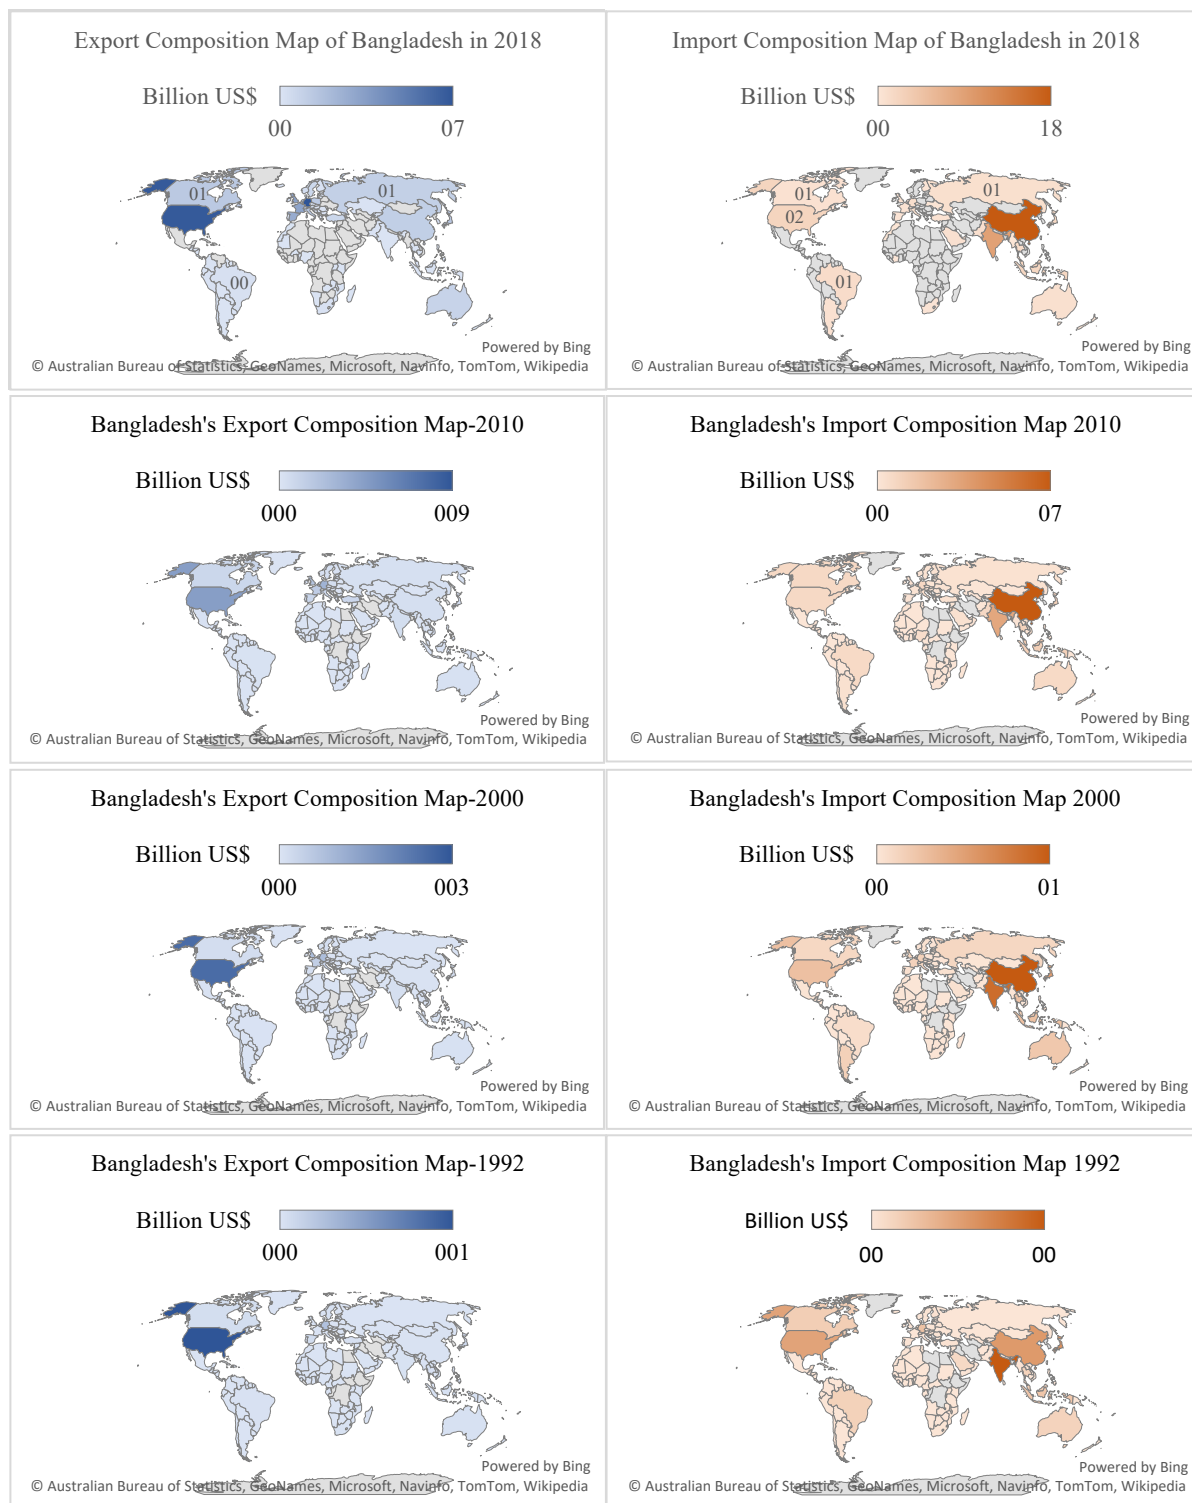 Export Composition Map of Bangladesh in 2018
Billion US$
00 07
01 01
00
Powered by Bing
© Australian Bureau of Statistics, GeoNames, Microsoft, Navinfo, TomTom, Wikipedia
Import Composition Map of Bangladesh in 2018
Billion US$
00 18
01 01
02
01
Powered by Bing
© Australian Bureau of Statistics, GeoNames, Microsoft, Navinfo, TomTom, Wikipedia
Bangladesh's Export Composition Map-2010
Billion US$
000 009
Powered by Bing
© Australian Bureau of Statistics, GeoNames, Microsoft, Navinfo, TomTom, Wikipedia
Bangladesh's Import Composition Map 2010
Billion US$
00 07
Powered by Bing
© Australian Bureau of Statistics, GeoNames, Microsoft, Navinfo, TomTom, Wikipedia
Bangladesh's Export Composition Map-2000
Billion US$
000 003
Powered by Bing
© Australian Bureau of Statistics, GeoNames, Microsoft, Navinfo, TomTom, Wikipedia
Bangladesh's Import Composition Map 2000
Billion US$
00 01
Powered by Bing
© Australian Bureau of Statistics, GeoNames, Microsoft, Navinfo, TomTom, Wikipedia
Bangladesh's Export Composition Map-1992
Billion US$
000 001
Powered by Bing
© Australian Bureau of Statistics, GeoNames, Microsoft, Navinfo, TomTom, Wikipedia
Bangladesh's Import Composition Map 1992
Billion US$
00 00
Powered by Bing
© Australian Bureau of Statistics, GeoNames, Microsoft, Navinfo, TomTom, Wikipedia